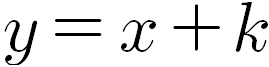 y = x + k